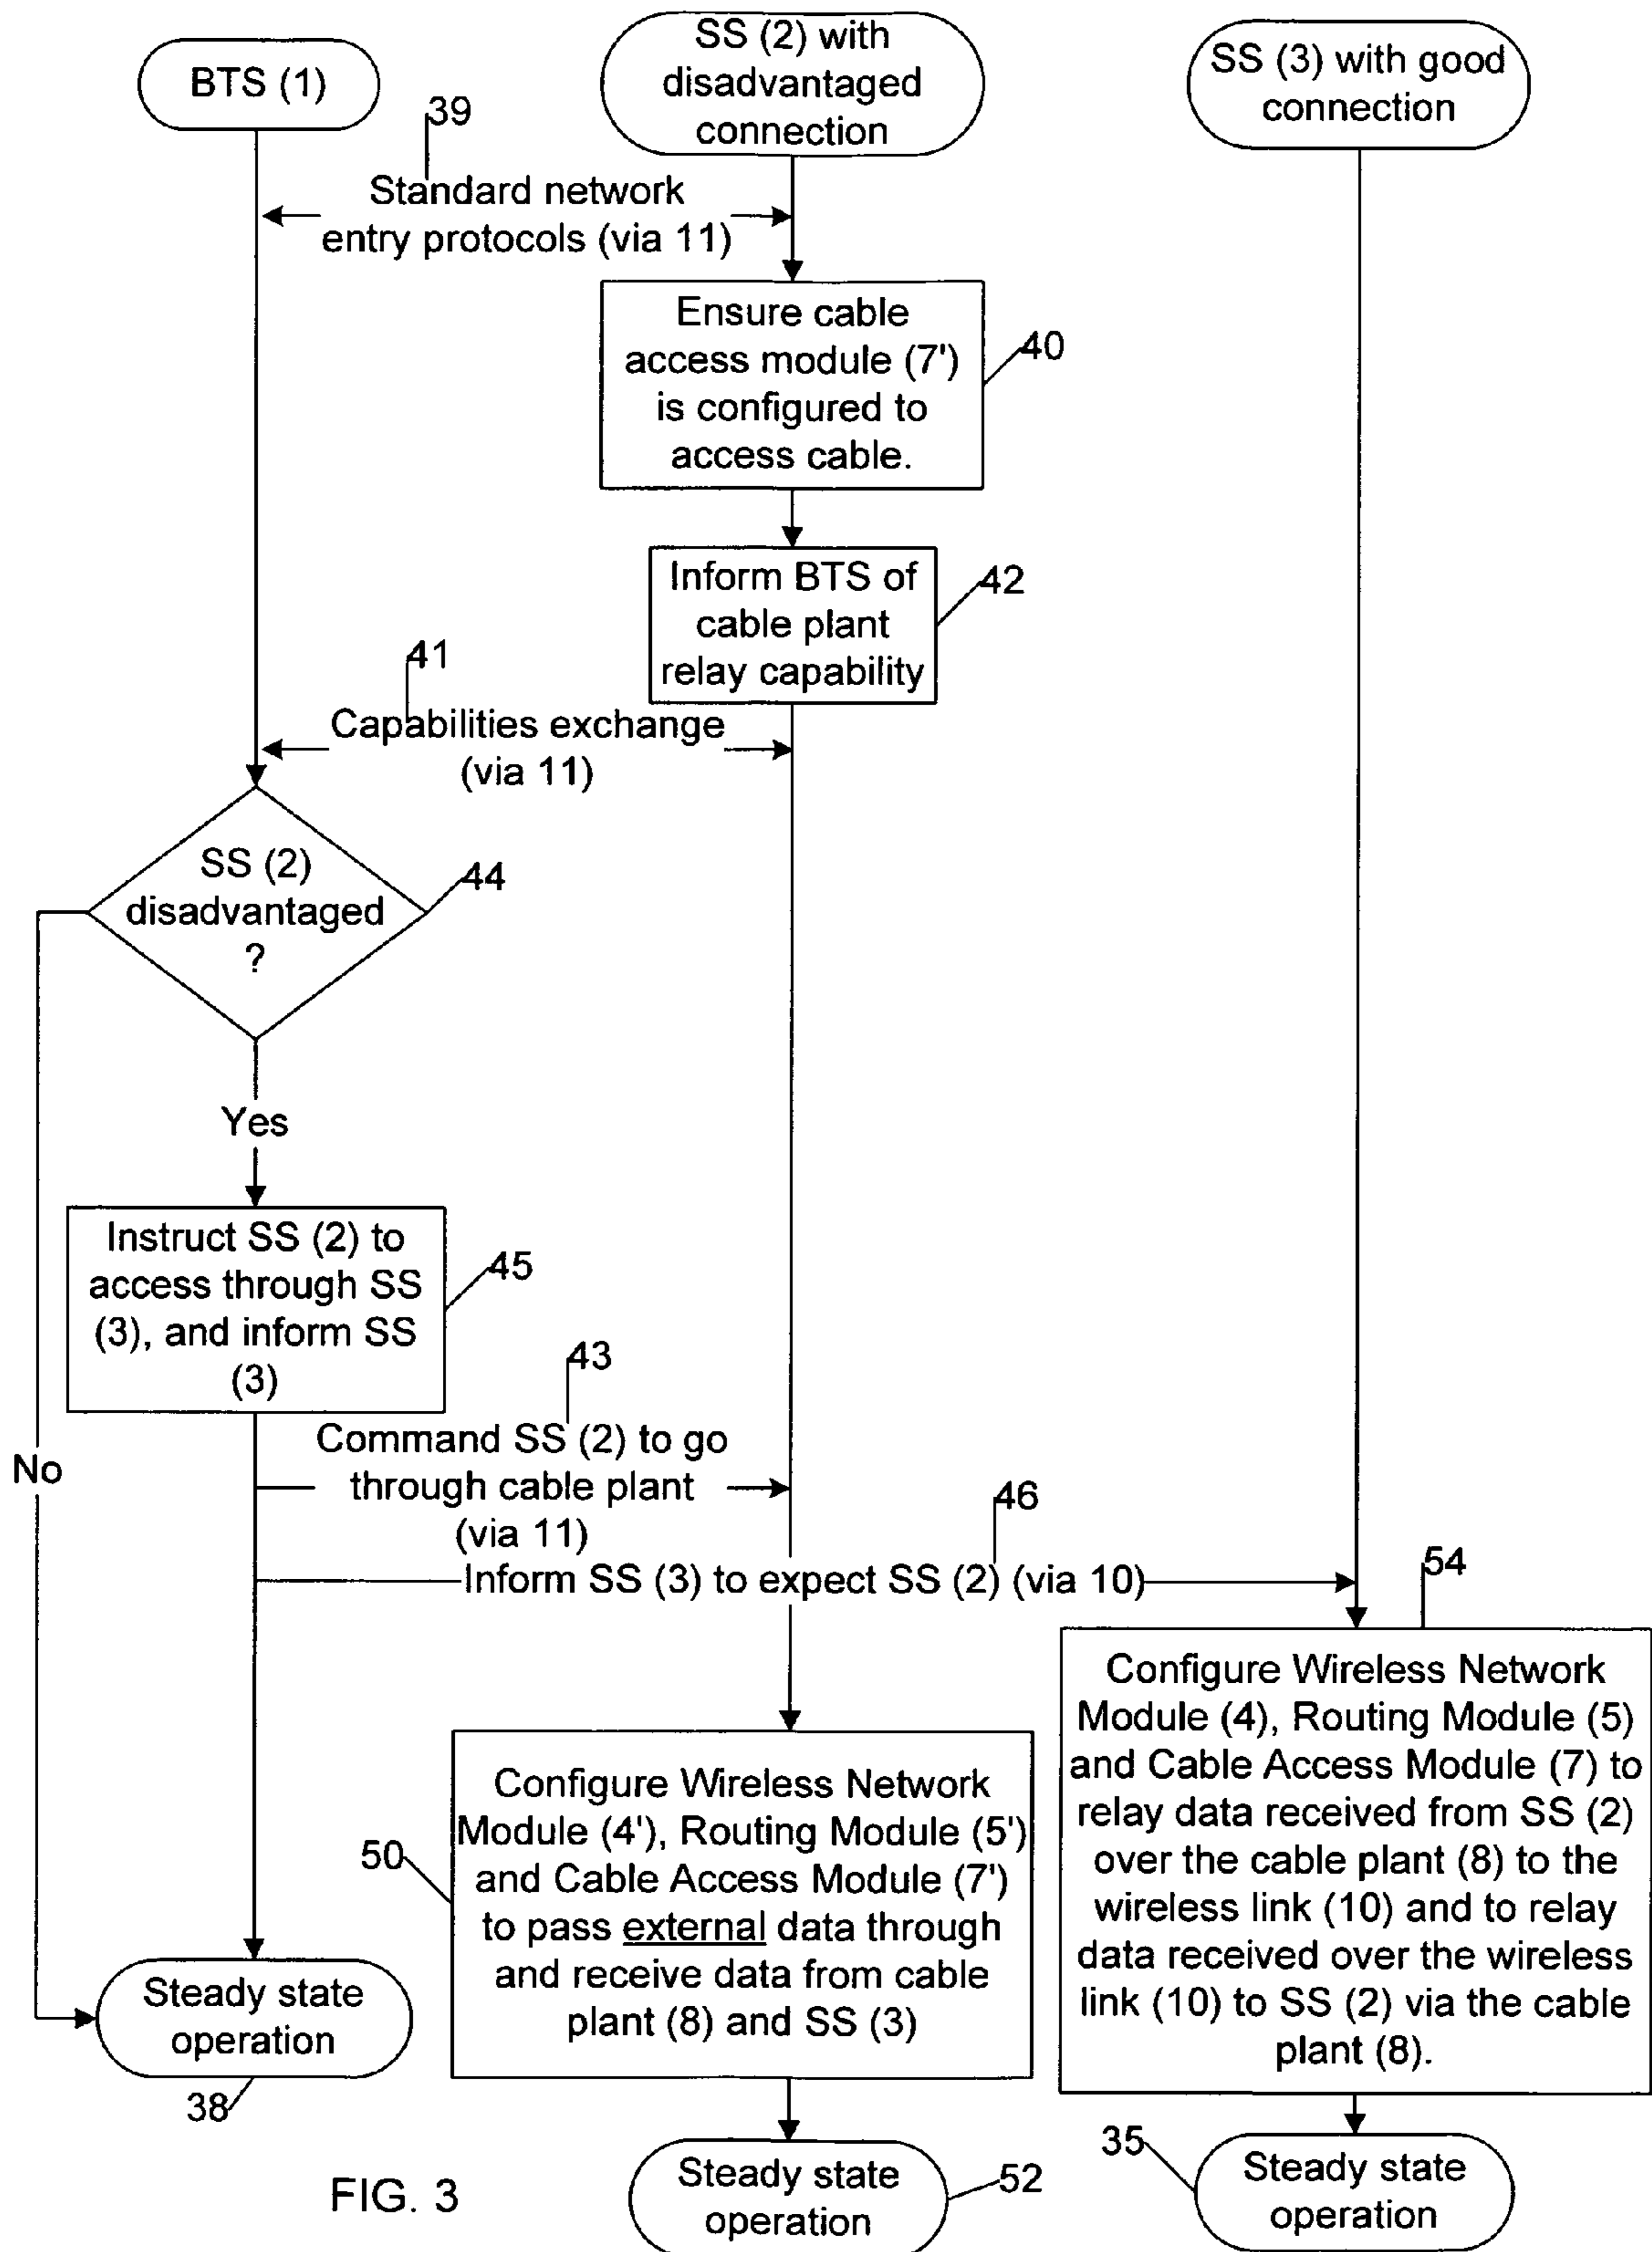 BTS (1)
SS (2) with
disadvantaged
connection
SS (3) with good
connection
39
Standard network
entry protocols (via 11)
Ensure cable
access module (7')
is configured to
access cable.
40
Inform BTS of
cable plant
relay capability
42
41
Capabilities exchange
(via 11)
SS (2)
disadvantaged
?
44
Yes
Instruct SS (2) to
access through SS
(3), and inform SS
(3)
45
43
Command SS (2) to go
through cable plant
(via 11)
No
46
Inform SS (3) to expect SS (2) (via 10)
54
Configure Wireless Network
Module (4), Routing Module (5)
and Cable Access Module (7) to
relay data received from SS (2)
over the cable plant (8) to the
wireless link (10) and to relay
data received over the wireless
link (10) to SS (2) via the cable
plant (8).
50
Configure Wireless Network
Module (4'), Routing Module (5')
and Cable Access Module (7')
to pass external data through
and receive data from cable
plant (8) and SS (3)
Steady state
operation
38
Steady state
operation
52
35
Steady state
operation
FIG. 3